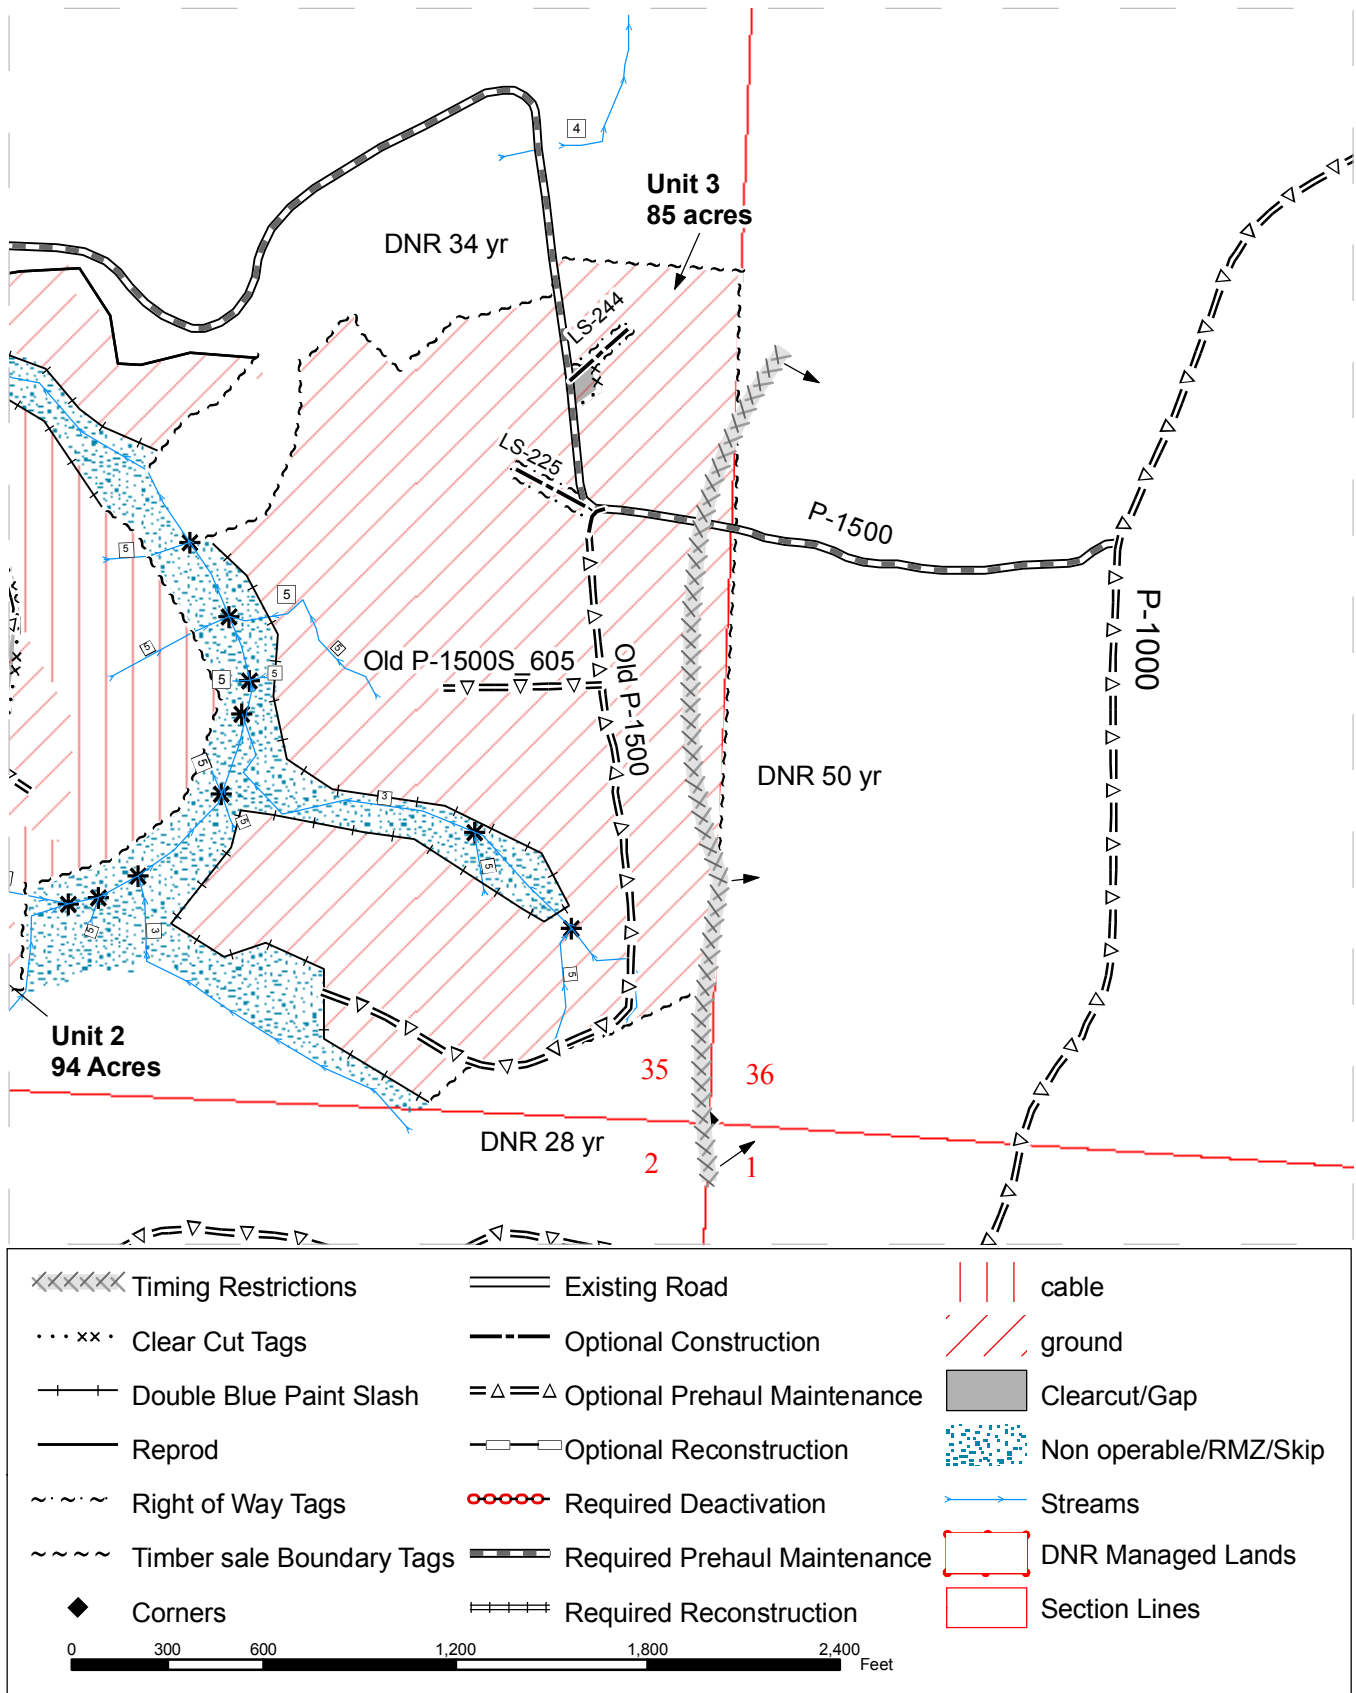 4
Unit 3
85 acres
DNR 34 yr
LS-244
LS-225
P-1500
5
5
5
5
Old P-1500S_605
5
5
Old P-1500
P-1000
5
DNR 50 yr
3
5
5
3
5
5
Unit 2
94 Acres
35
36
DNR 28 yr
2
1
Timing Restrictions
Clear Cut Tags
Double Blue Paint Slash
Reprod
Right of Way Tags
Timber sale Boundary Tags
Corners
Existing Road
Optional Construction
Optional Prehaul Maintenance
Optional Reconstruction
Required Deactivation
Required Prehaul Maintenance
Required Reconstruction
cable
ground
Clearcut/Gap
Non operable/RMZ/Skip
Streams
DNR Managed Lands
Section Lines
0 300 600 1,200 1,800 2,400
Feet